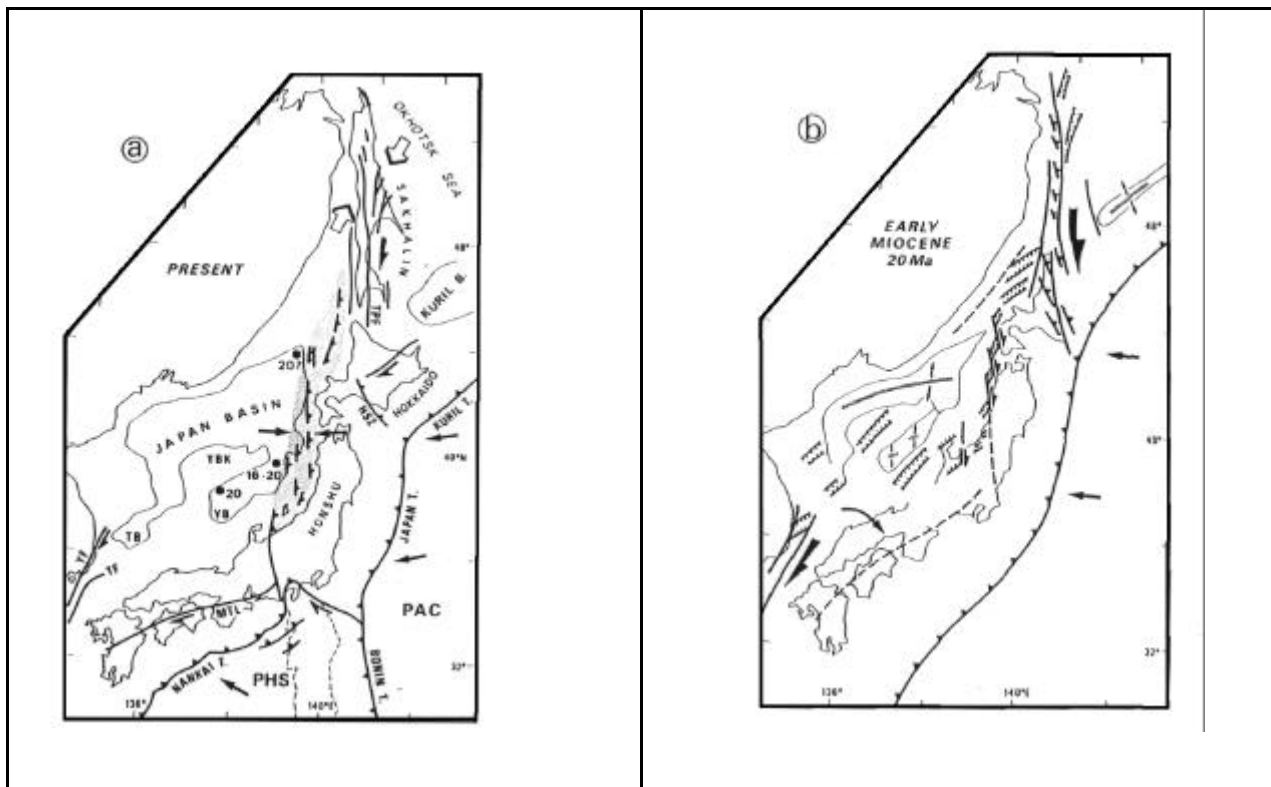 a
OKHOTSK SEA
SAKHALIN
48°
PRESENT
KURIL B.
TPF
20?
HOKKAIDO
HSZ
KURIL T.
JAPAN BASIN
40°N
YBK
16-20
20
YB
HONSHU
JAPAN T.
TB
YF
TF
MTL
PAC
NANKAI T.
PHS
BONIN T.
32°
136°
140°E
b
EARLY
MIOCENE
20 Ma
48°
40°
32°
136°
140°